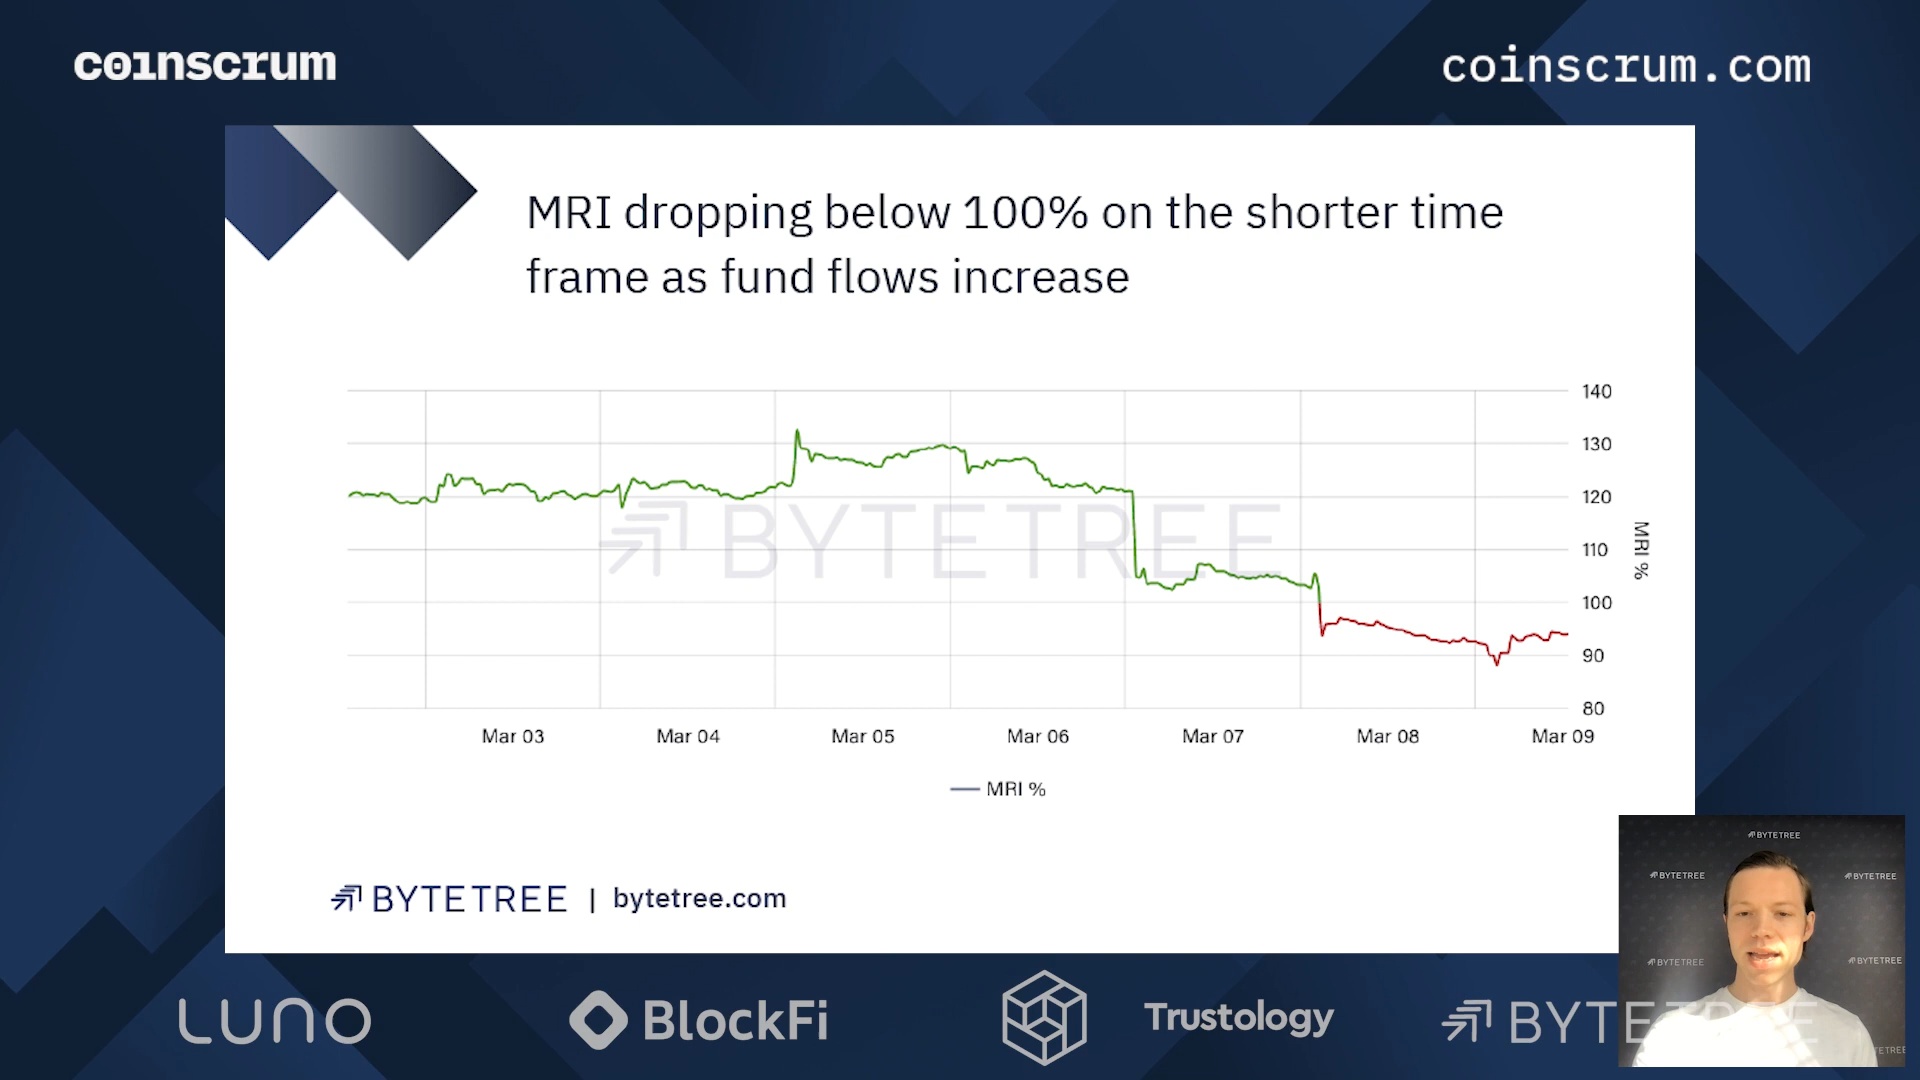 coinscrum
coinscrum.com
MRI dropping below 100% on the shorter time
frame as fund flows increase
140
130
120
110
100
90
80
MRI %
BYTETREE
Mar 03 Mar 04 Mar 05 Mar 06 Mar 07 Mar 08 Mar 09
MRI %
BYTETREE | bytetree.com
BYTETREE
BYTETREE
BYTETREE
BYTETREE
BYTETREE
LUNO
BlockFi
Trustology
BYTETREE